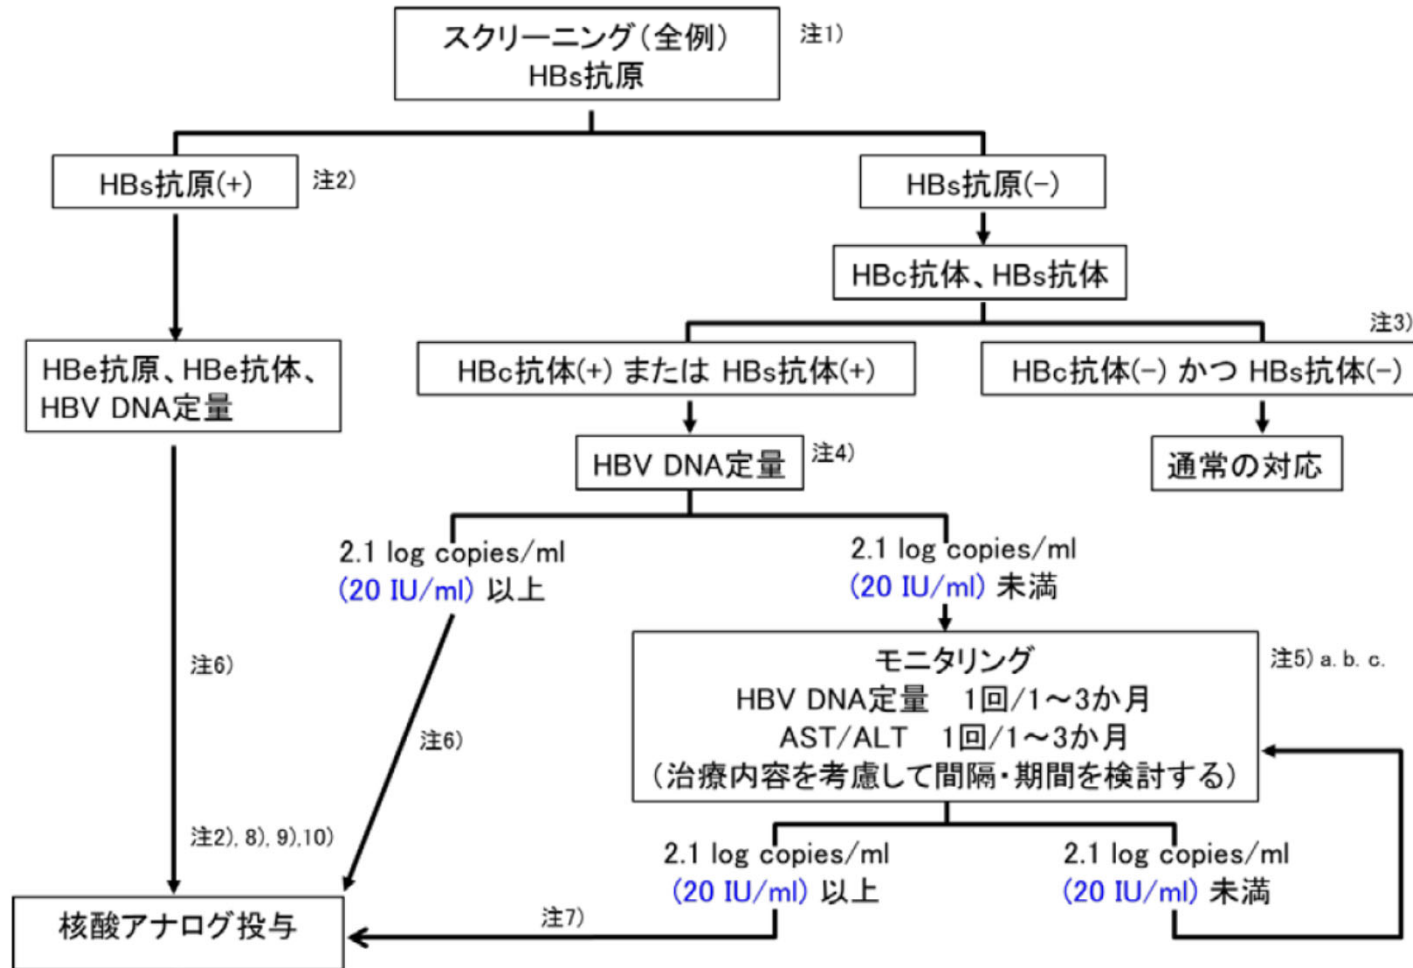 スクリーニング(全例)
HBs抗原
注1)
HBs抗原(+)
注2)
HBs抗原(-)
HBc抗体、HBs抗体
注3)
HBe抗原、HBe抗体、
HBV DNA定量
HBc抗体(+) または HBs抗体(+)
HBc抗体(-) かつ HBs抗体(-)
HBV DNA定量
注4)
通常の対応
2.1 log copies/ml
(20 IU/ml) 以上
2.1 log copies/ml
(20 IU/ml) 未満
モニタリング
HBV DNA定量 1回/1~3か月
AST/ALT 1回/1~3か月
(治療内容を考慮して間隔・期間を検討する)
注5) a. b. c.
注6)
注6)
注2), 8), 9),10)
2.1 log copies/ml
(20 IU/ml) 以上
2.1 log copies/ml
(20 IU/ml) 未満
注7)
核酸アナログ投与